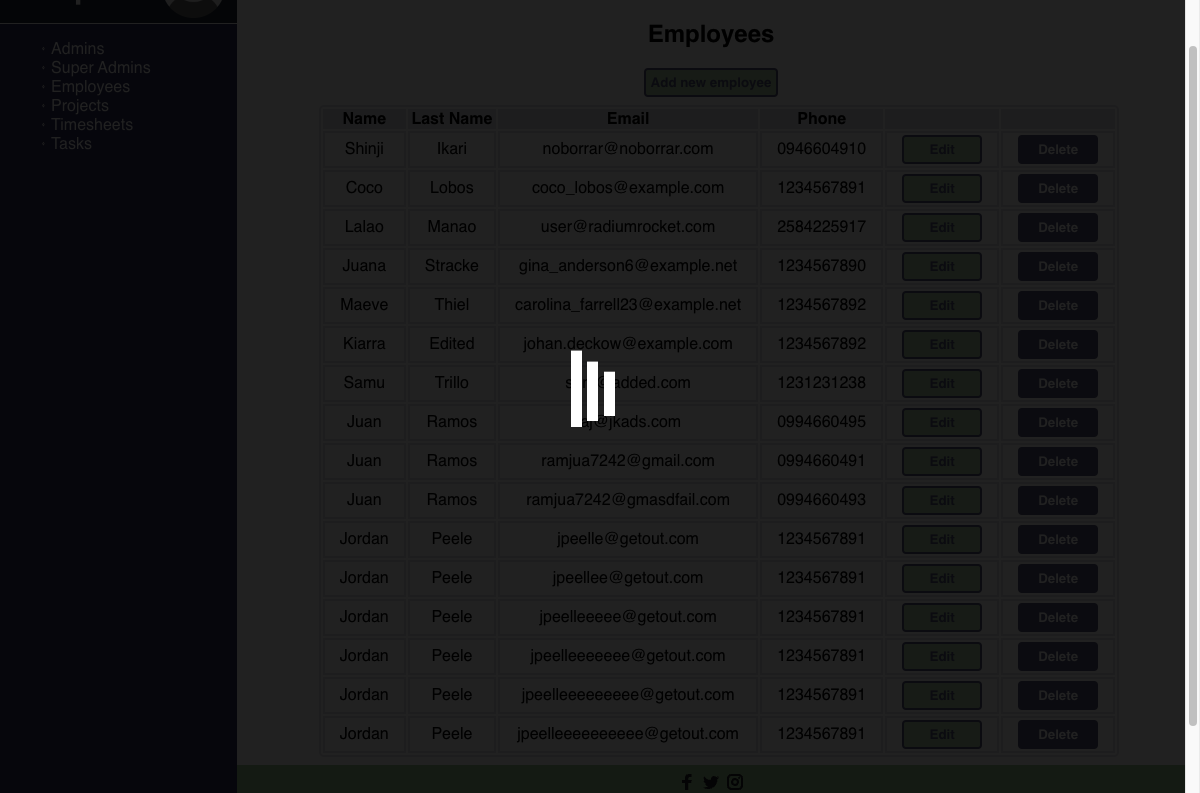 Admins
Super Admins
Employees
Projects
Timesheets
Tasks
Employees
Add new employee
Name Last Name Email Phone
Shinji Ikari noborrar@noborrar.com 0946604910 Edit Delete
Coco Lobos coco_lobos@example.com 1234567891 Edit Delete
Lalao Manao user@radiumrocket.com 2584225917 Edit Delete
Juana Stracke gina_anderson6@example.net 1234567890 Edit Delete
Maeve Thiel carolina_farrell23@example.net 1234567892 Edit Delete
Kiarra Edited johan.deckow@example.com 1234567892 Edit Delete
Samu Trillo 1231231238 Edit Delete
Juan Ramos 0994660495 Edit Delete
Juan Ramos ramjua7242@gmail.com 0994660491 Edit Delete
Juan Ramos ramjua7242@gmasdfail.com 0994660493 Edit Delete
Jordan Peele jpeelle@getout.com 1234567891 Edit Delete
Jordan Peele jpeellee@getout.com 1234567891 Edit Delete
Jordan Peele jpeelleeeee@getout.com 1234567891 Edit Delete
Jordan Peele jpeelleeeeeee@getout.com 1234567891 Edit Delete
Jordan Peele jpeelleeeeeeeee@getout.com 1234567891 Edit Delete
Jordan Peele jpeelleeeeeeeeee@getout.com 1234567891 Edit Delete